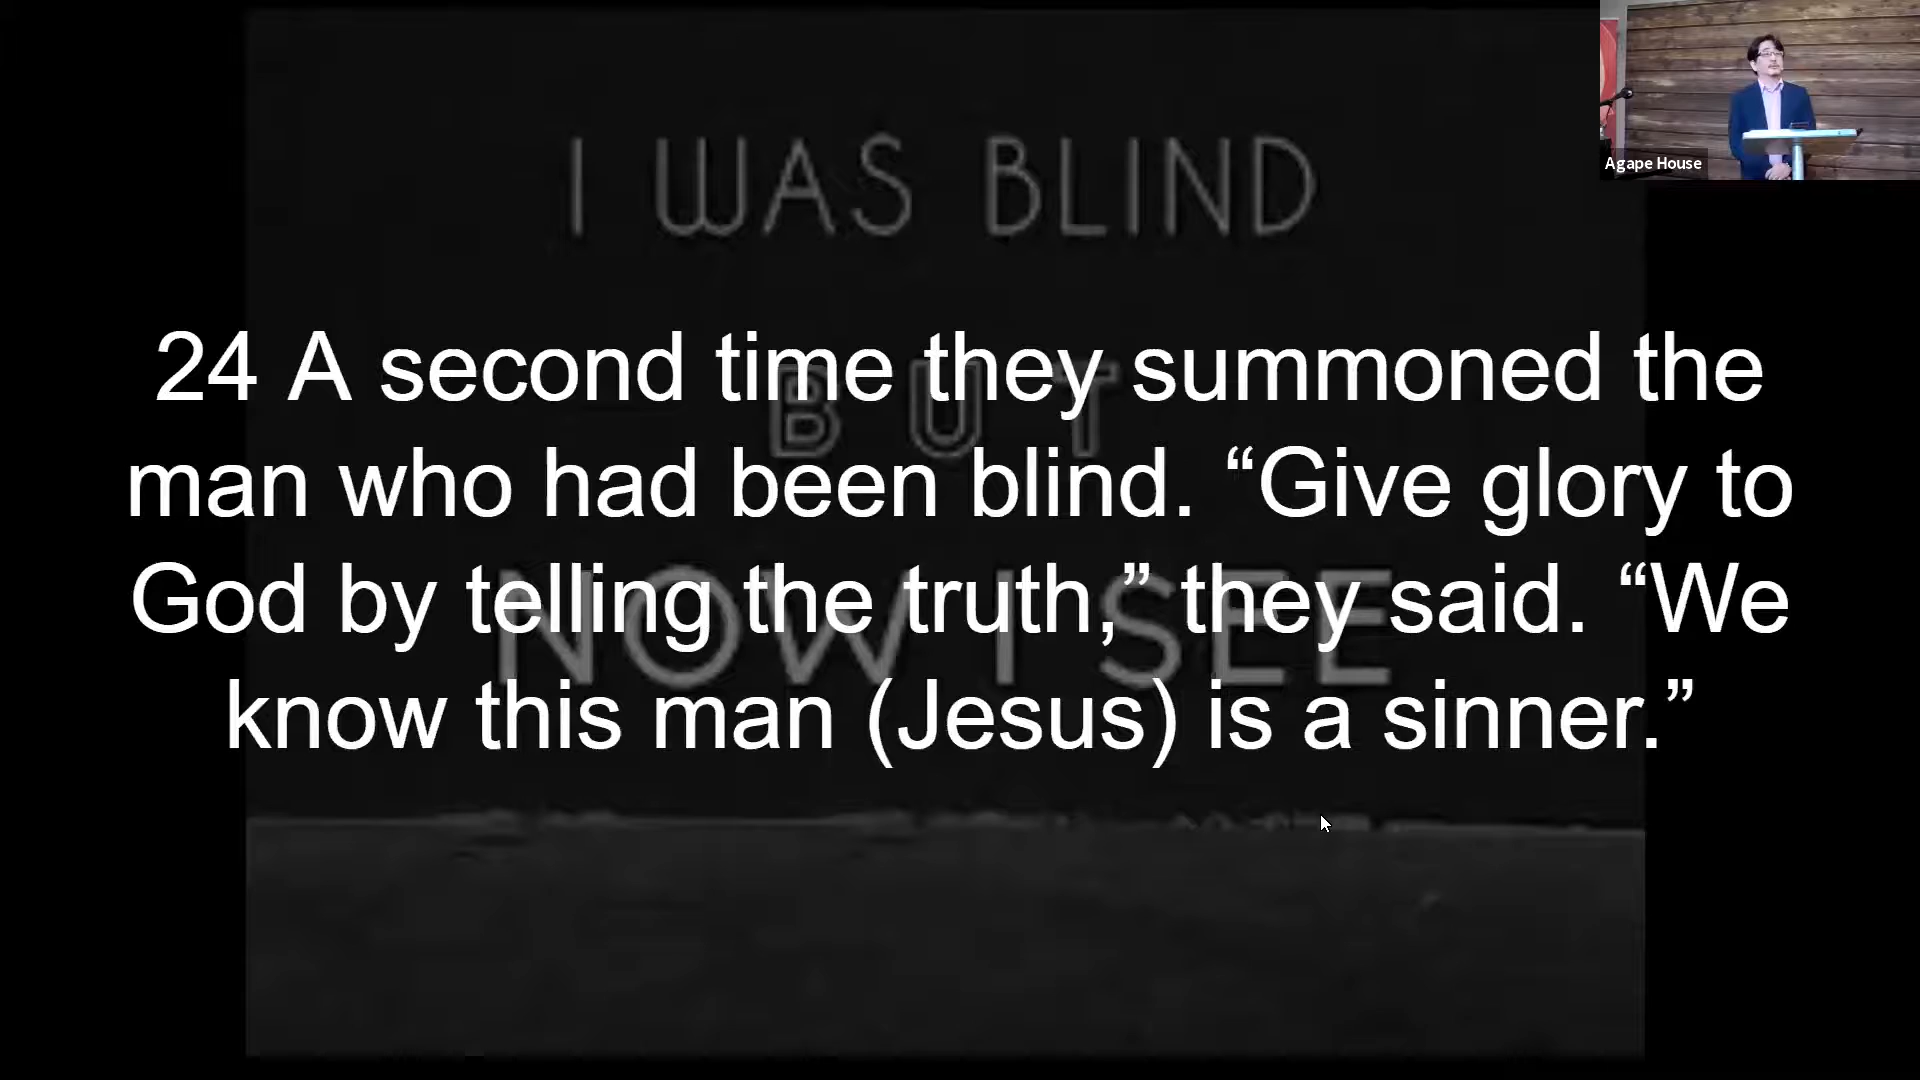 I WAS BLIND
BUT
NOW I SEE
24 A second time they summoned the
man who had been blind. “Give glory to
God by telling the truth,” they said. “We
know this man (Jesus) is a sinner.”
Agape House